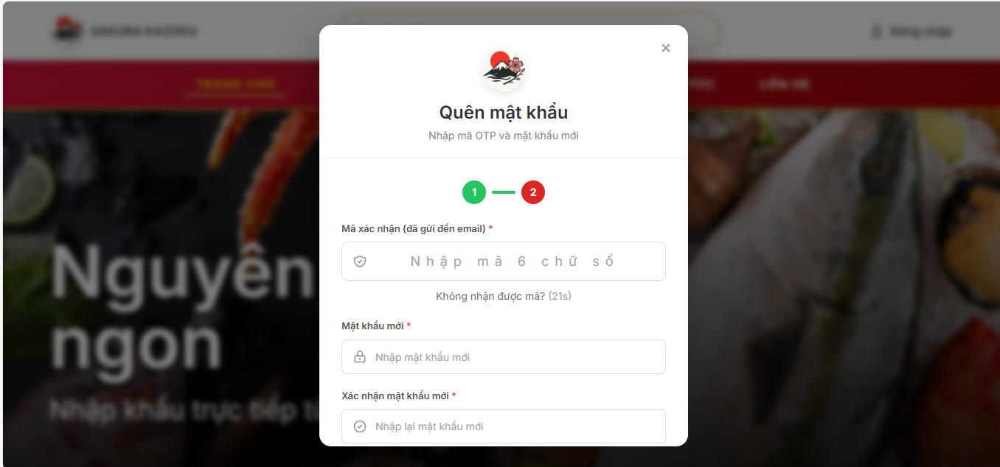 SAKURA KAZOKU
Đăng nhập
TRANG CHỦ
LIÊN HỆ
Quên mật khẩu
Nhập mã OTP và mật khẩu mới
1
2
Mã xác nhận (đã gửi đến email) *
Nhập mã 6 chữ số
Không nhận được mã? (21s)
Mật khẩu mới *
Nhập mật khẩu mới
Xác nhận mật khẩu mới *
Nhập lại mật khẩu mới
Nguyên
ngon
Nhập khẩu trực tiếp từ